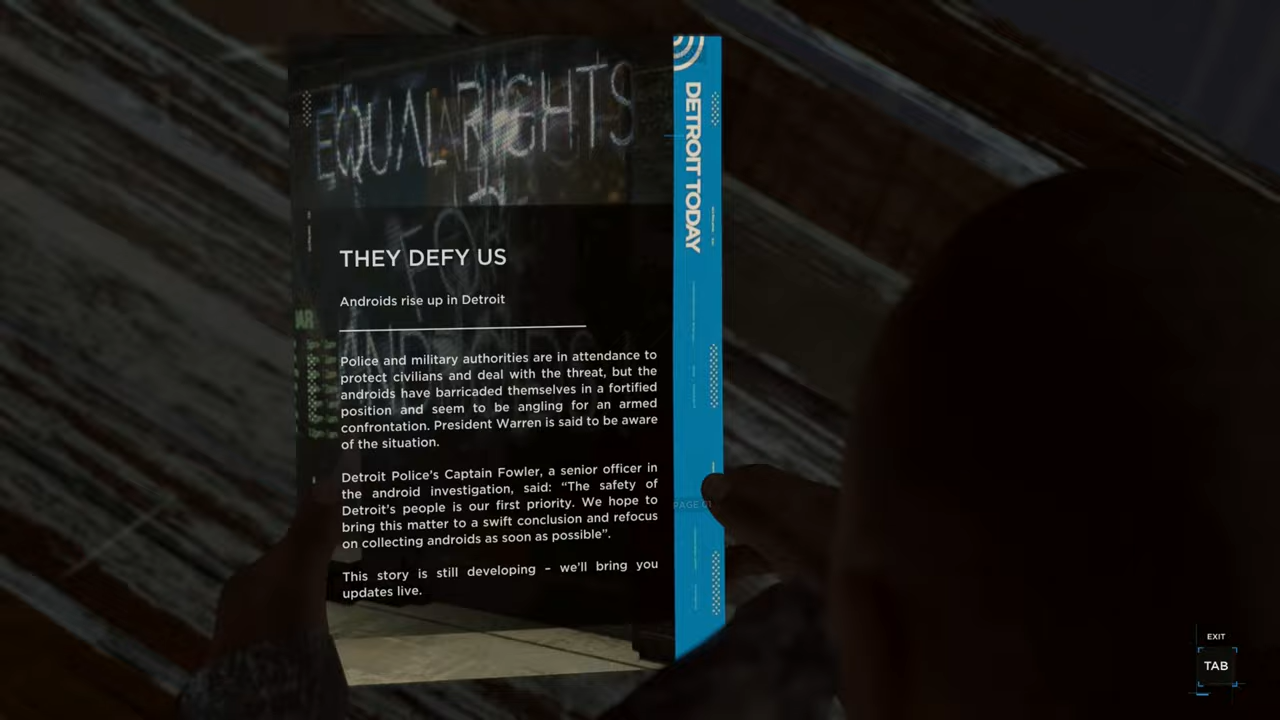 EQUAL RIGHTS
FOR
DETROIT TODAY
THEY DEFY US
Androids rise up in Detroit
Police and military authorities are in attendance to
protect civilians and deal with the threat, but the
androids have barricaded themselves in a fortified
position and seem to be angling for an armed
confrontation. President Warren is said to be aware
of the situation.
Detroit Police's Captain Fowler, a senior officer in
the android investigation, said: “The safety of
Detroit's people is our first priority. We hope to
bring this matter to a swift conclusion and refocus
on collecting androids as soon as possible”.
This story is still developing – we'll bring you
updates live.
PAGE 01
EXIT
TAB